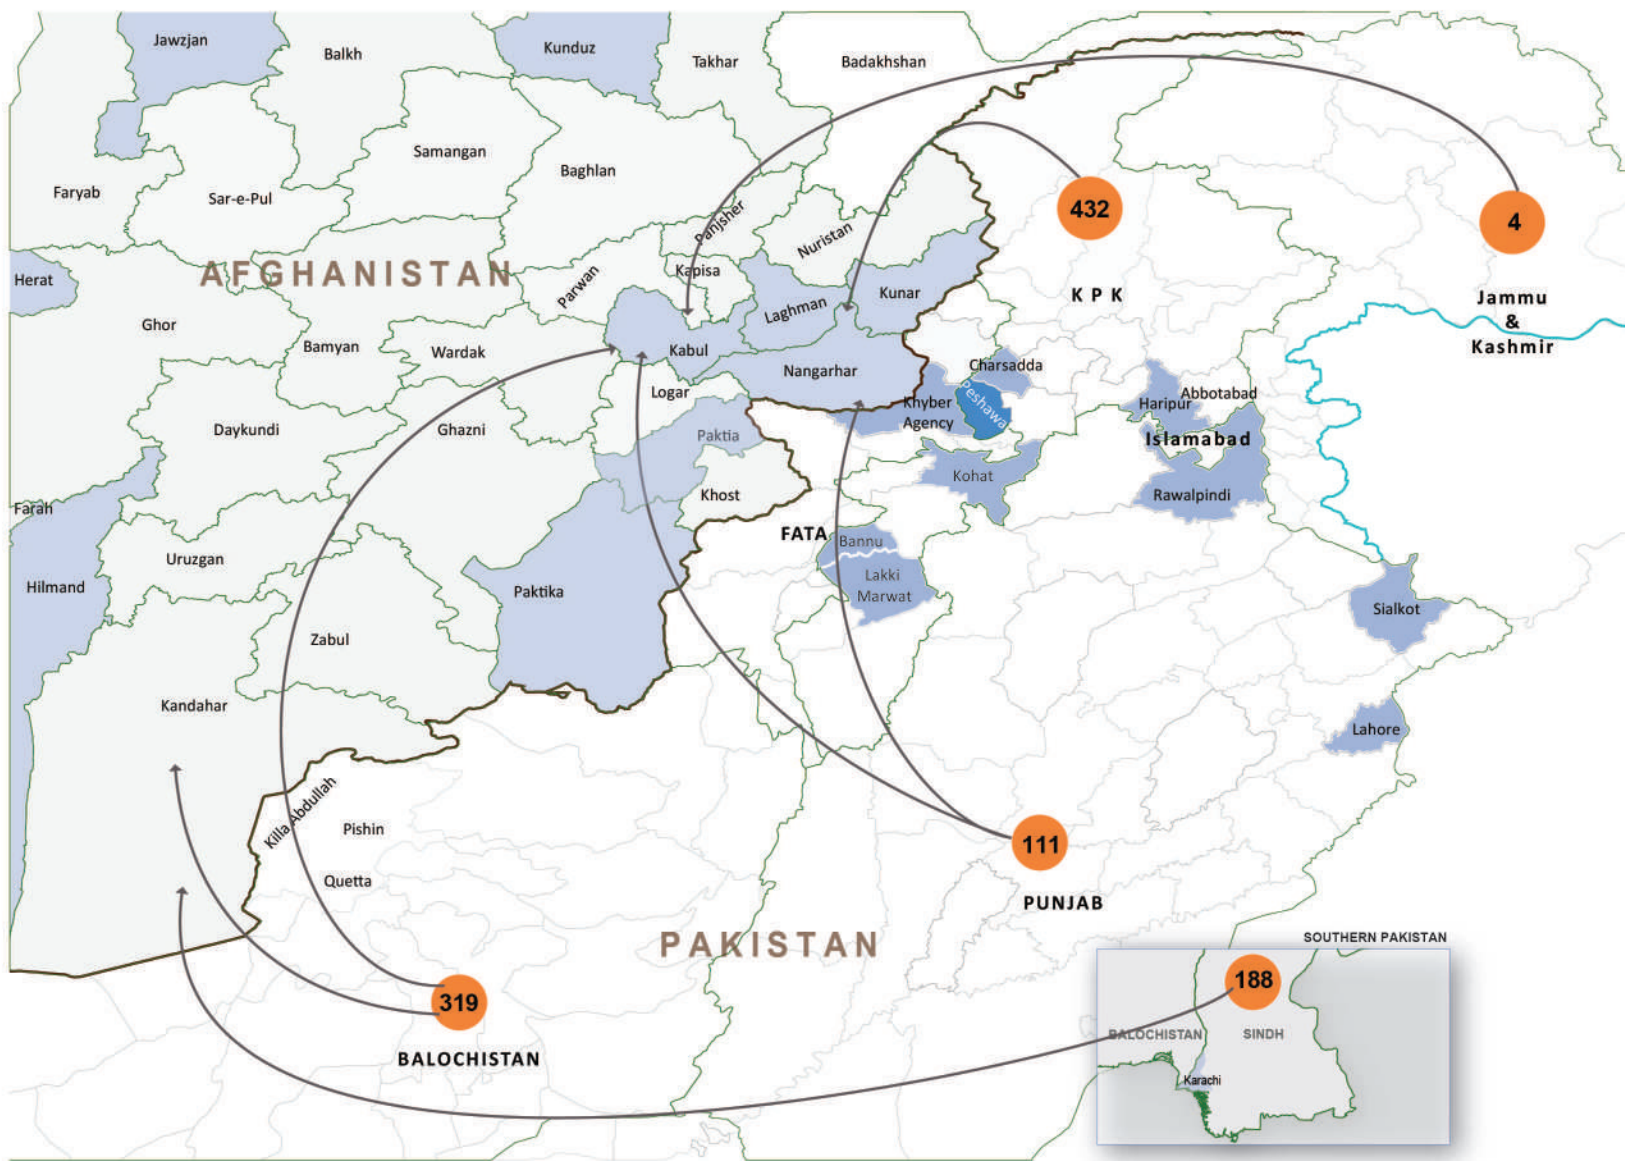 Jawzjan
Balkh
Kunduz
Takhar
Badakhshan
Faryab
Sar-e-Pul
Samangan
Baghlan
Panjsher
Nuristan
432
4
Herat
AFGHANISTAN
Parwan
Kapisa
Laghman
Kunar
KPK
Jammu
&
Kashmir
Ghor
Bamyan
Wardak
Kabul
Nangarhar
Charsadda
Peshawa
Khyber
Agency
Haripur
Abbotabad
Islamabad
Logar
Daykundi
Ghazni
Paktia
Khost
Kohat
Rawalpindi
Farah
FATA
Bannu
Lakki
Marwat
Uruzgan
Hilmand
Paktika
Sialkot
Zabul
Kandahar
Lahore
Killa Abdullah
Pishin
Quetta
111
PUNJAB
PAKISTAN
SOUTHERN PAKISTAN
319
BALOCHISTAN
188
BALOCHISTAN
SINDH
Karachi